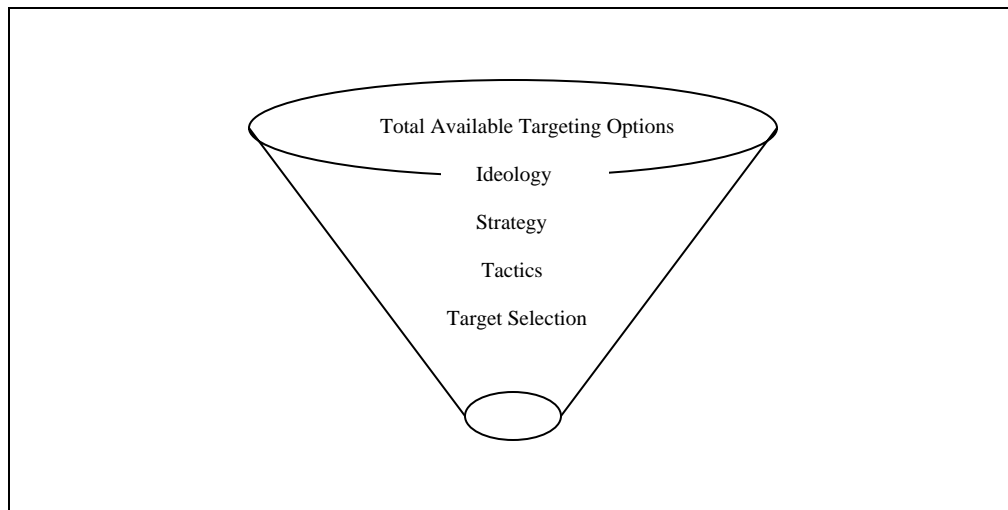 Total Available Targeting Options
Ideology
Strategy
Tactics
Target Selection